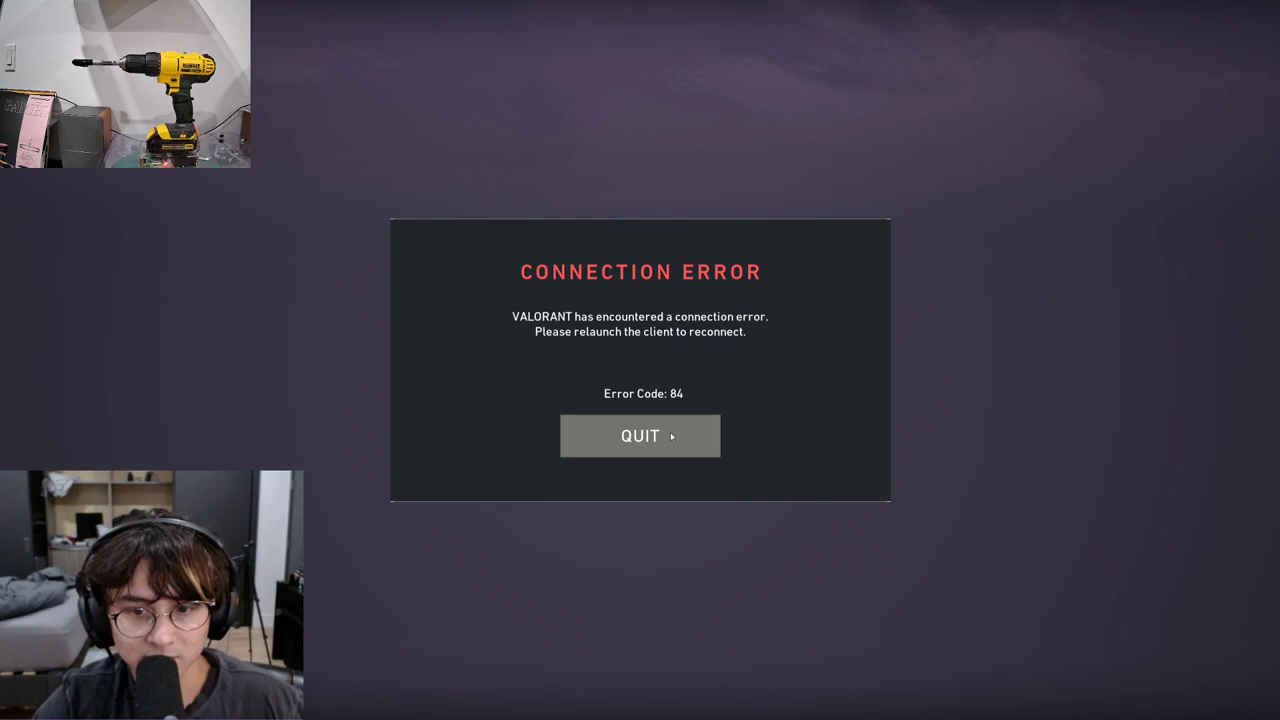 DEWALT
CONNECTION ERROR
VALORANT has encountered a connection error.
Please relaunch the client to reconnect.
Error Code: 84
QUIT